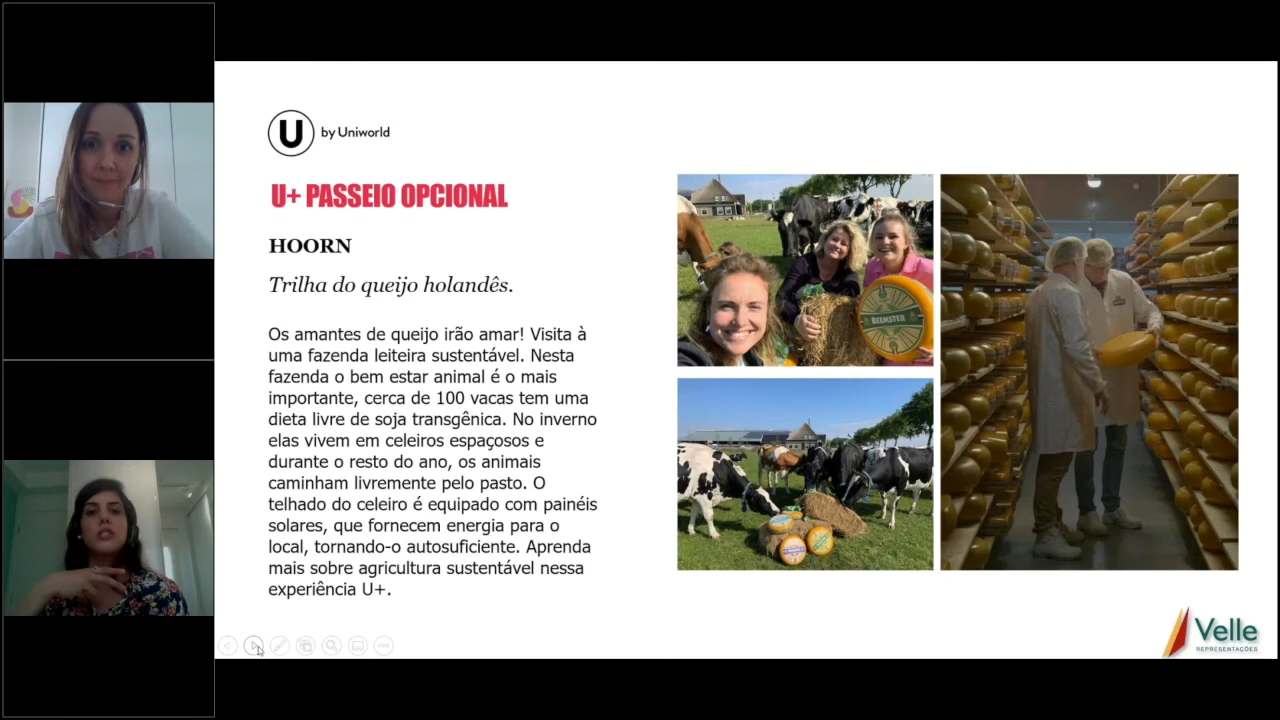 U by Uniworld
U+ PASSEIO OPCIONAL
HOORN
Trilha do queijo holandês.
Os amantes de queijo irão amar! Visita à
uma fazenda leiteira sustentável. Nesta
fazenda o bem estar animal é o mais
importante, cerca de 100 vacas tem uma
dieta livre de soja transgênica. No inverno
elas vivem em celeiros espaçosos e
durante o resto do ano, os animais
caminham livremente pelo pasto. O
telhado do celeiro é equipado com painéis
solares, que fornecem energia para o
local, tornando-o autosuficiente. Aprenda
mais sobre agricultura sustentável nessa
experiência U+.
BEEMSTER
Velle
REPRESENTAÇÕES